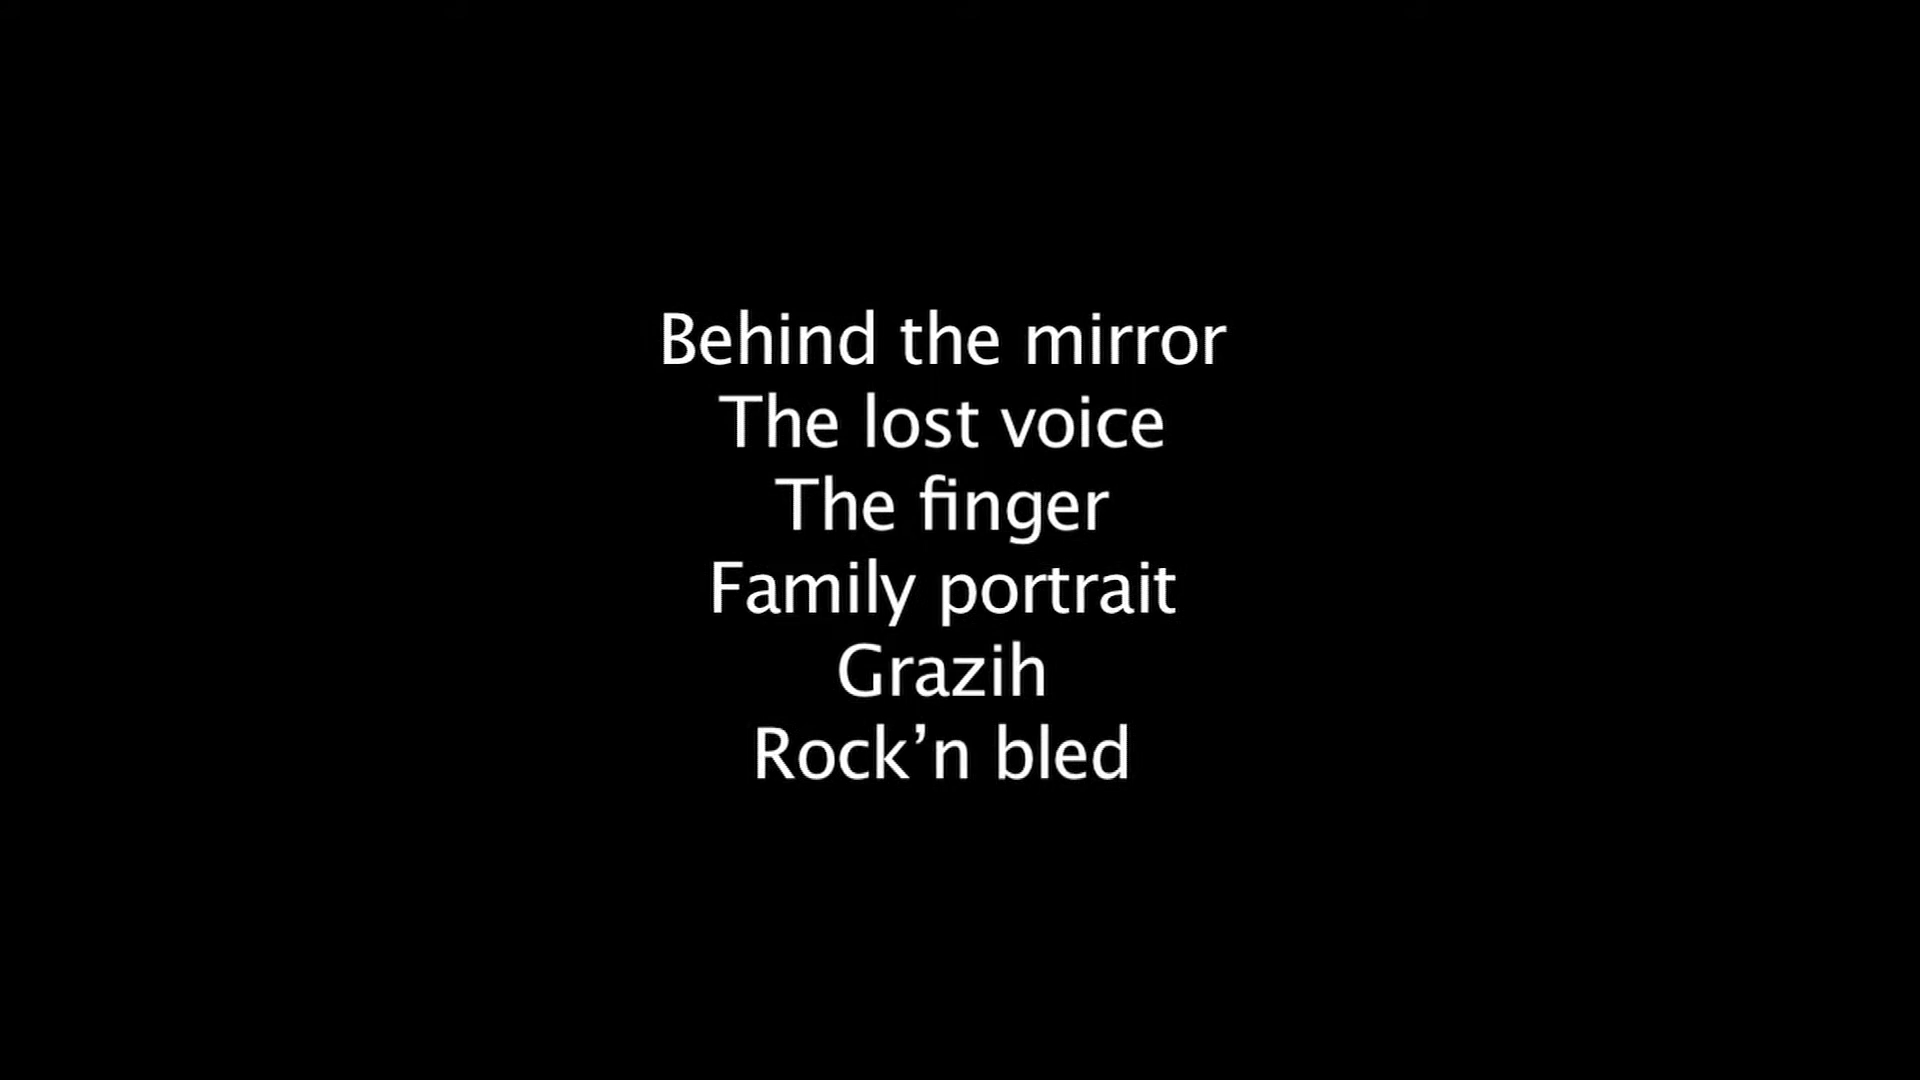 Behind the mirror
The lost voice
The finger
Family portrait
Grazih
Rock’n bled